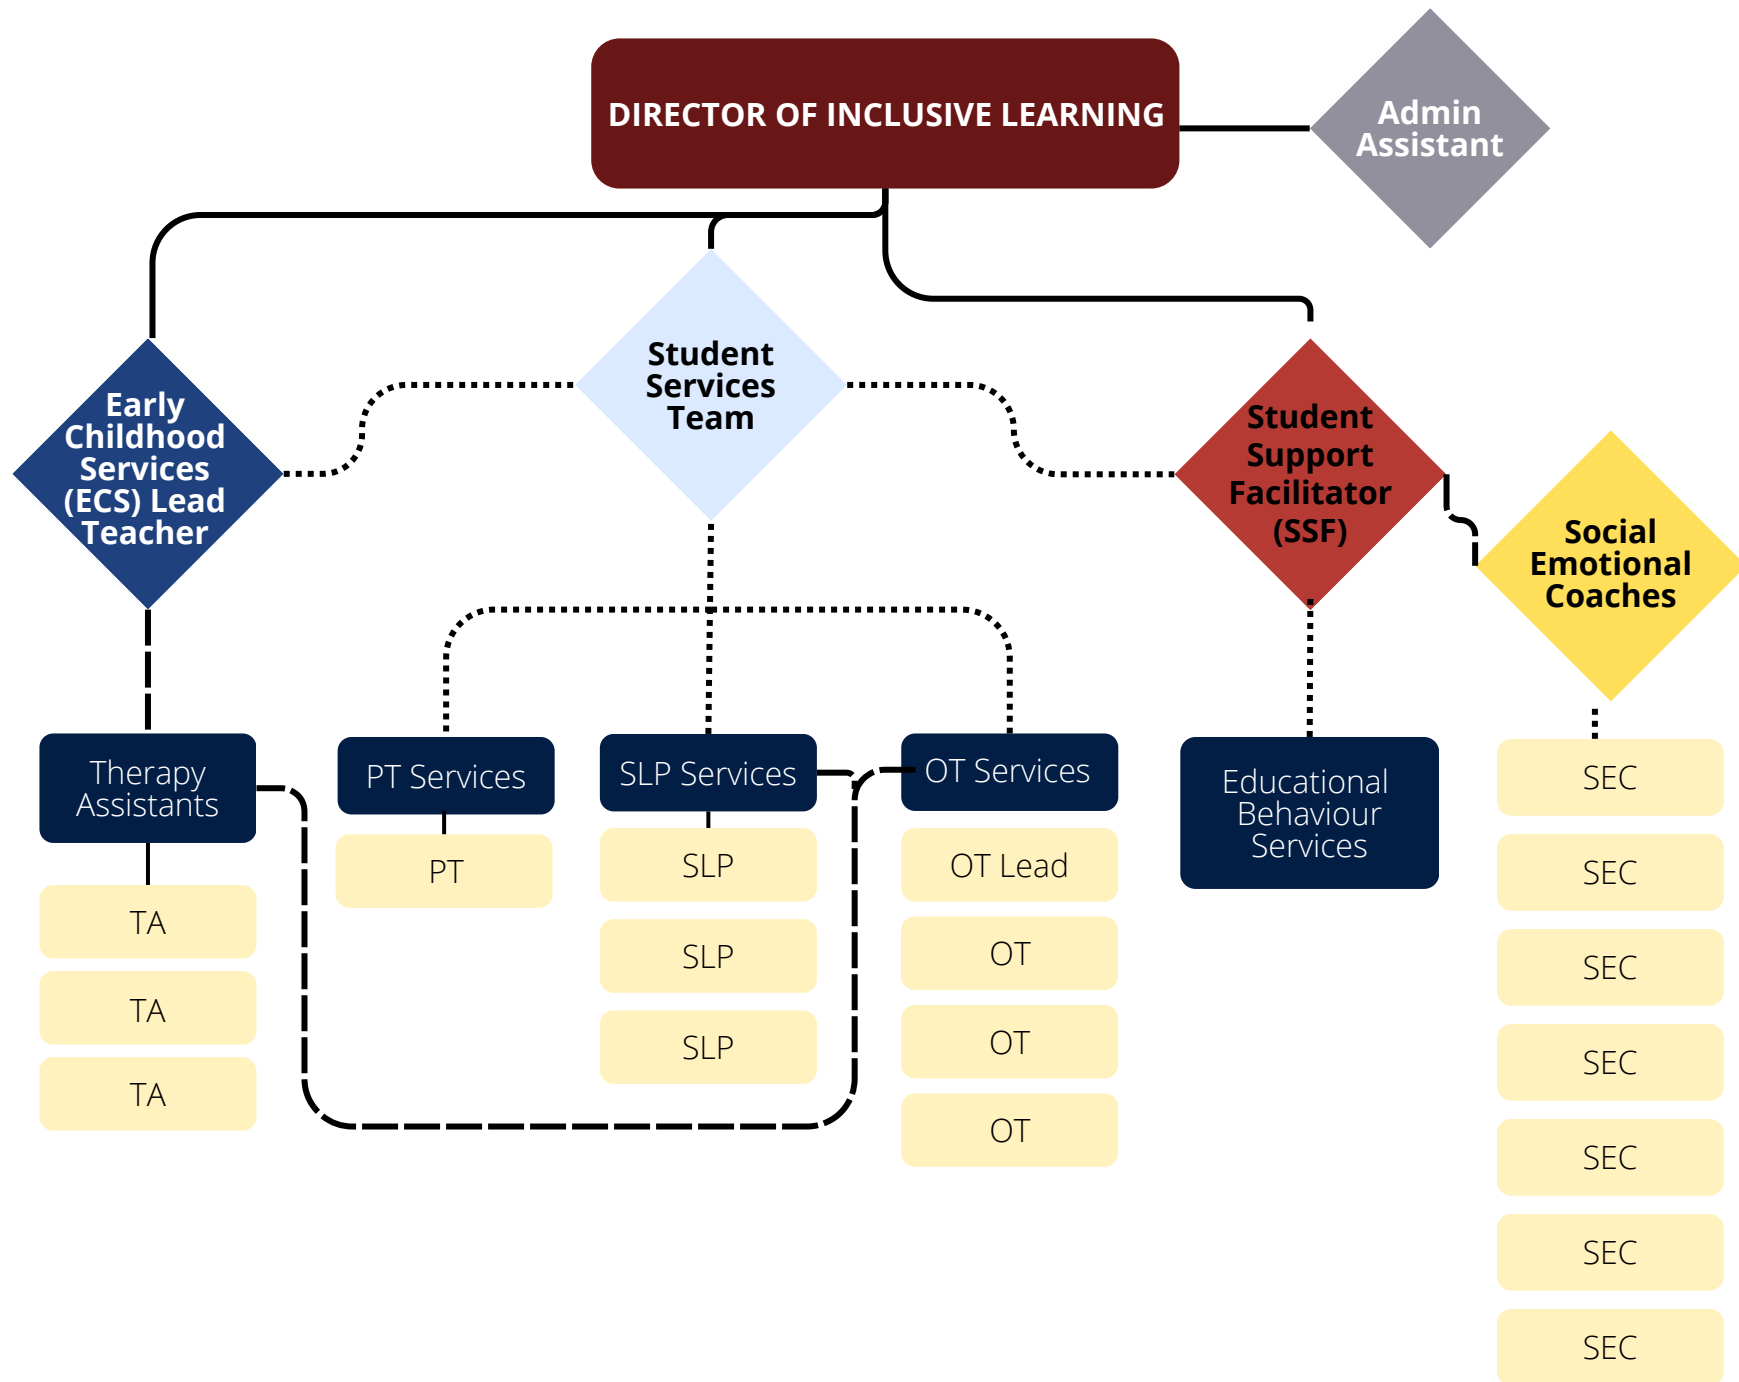 DIRECTOR OF INCLUSIVE LEARNING
Admin
Assistant
Early
Childhood
Services
(ECS) Lead
Teacher
Student
Services
Team
Student
Support
Facilitator
(SSF)
Social
Emotional
Coaches
Therapy
Assistants
TA
TA
TA
PT Services
PT
SLP Services
SLP
SLP
SLP
OT Services
OT Lead
OT
OT
OT
Educational
Behaviour
Services
SEC
SEC
SEC
SEC
SEC
SEC
SEC